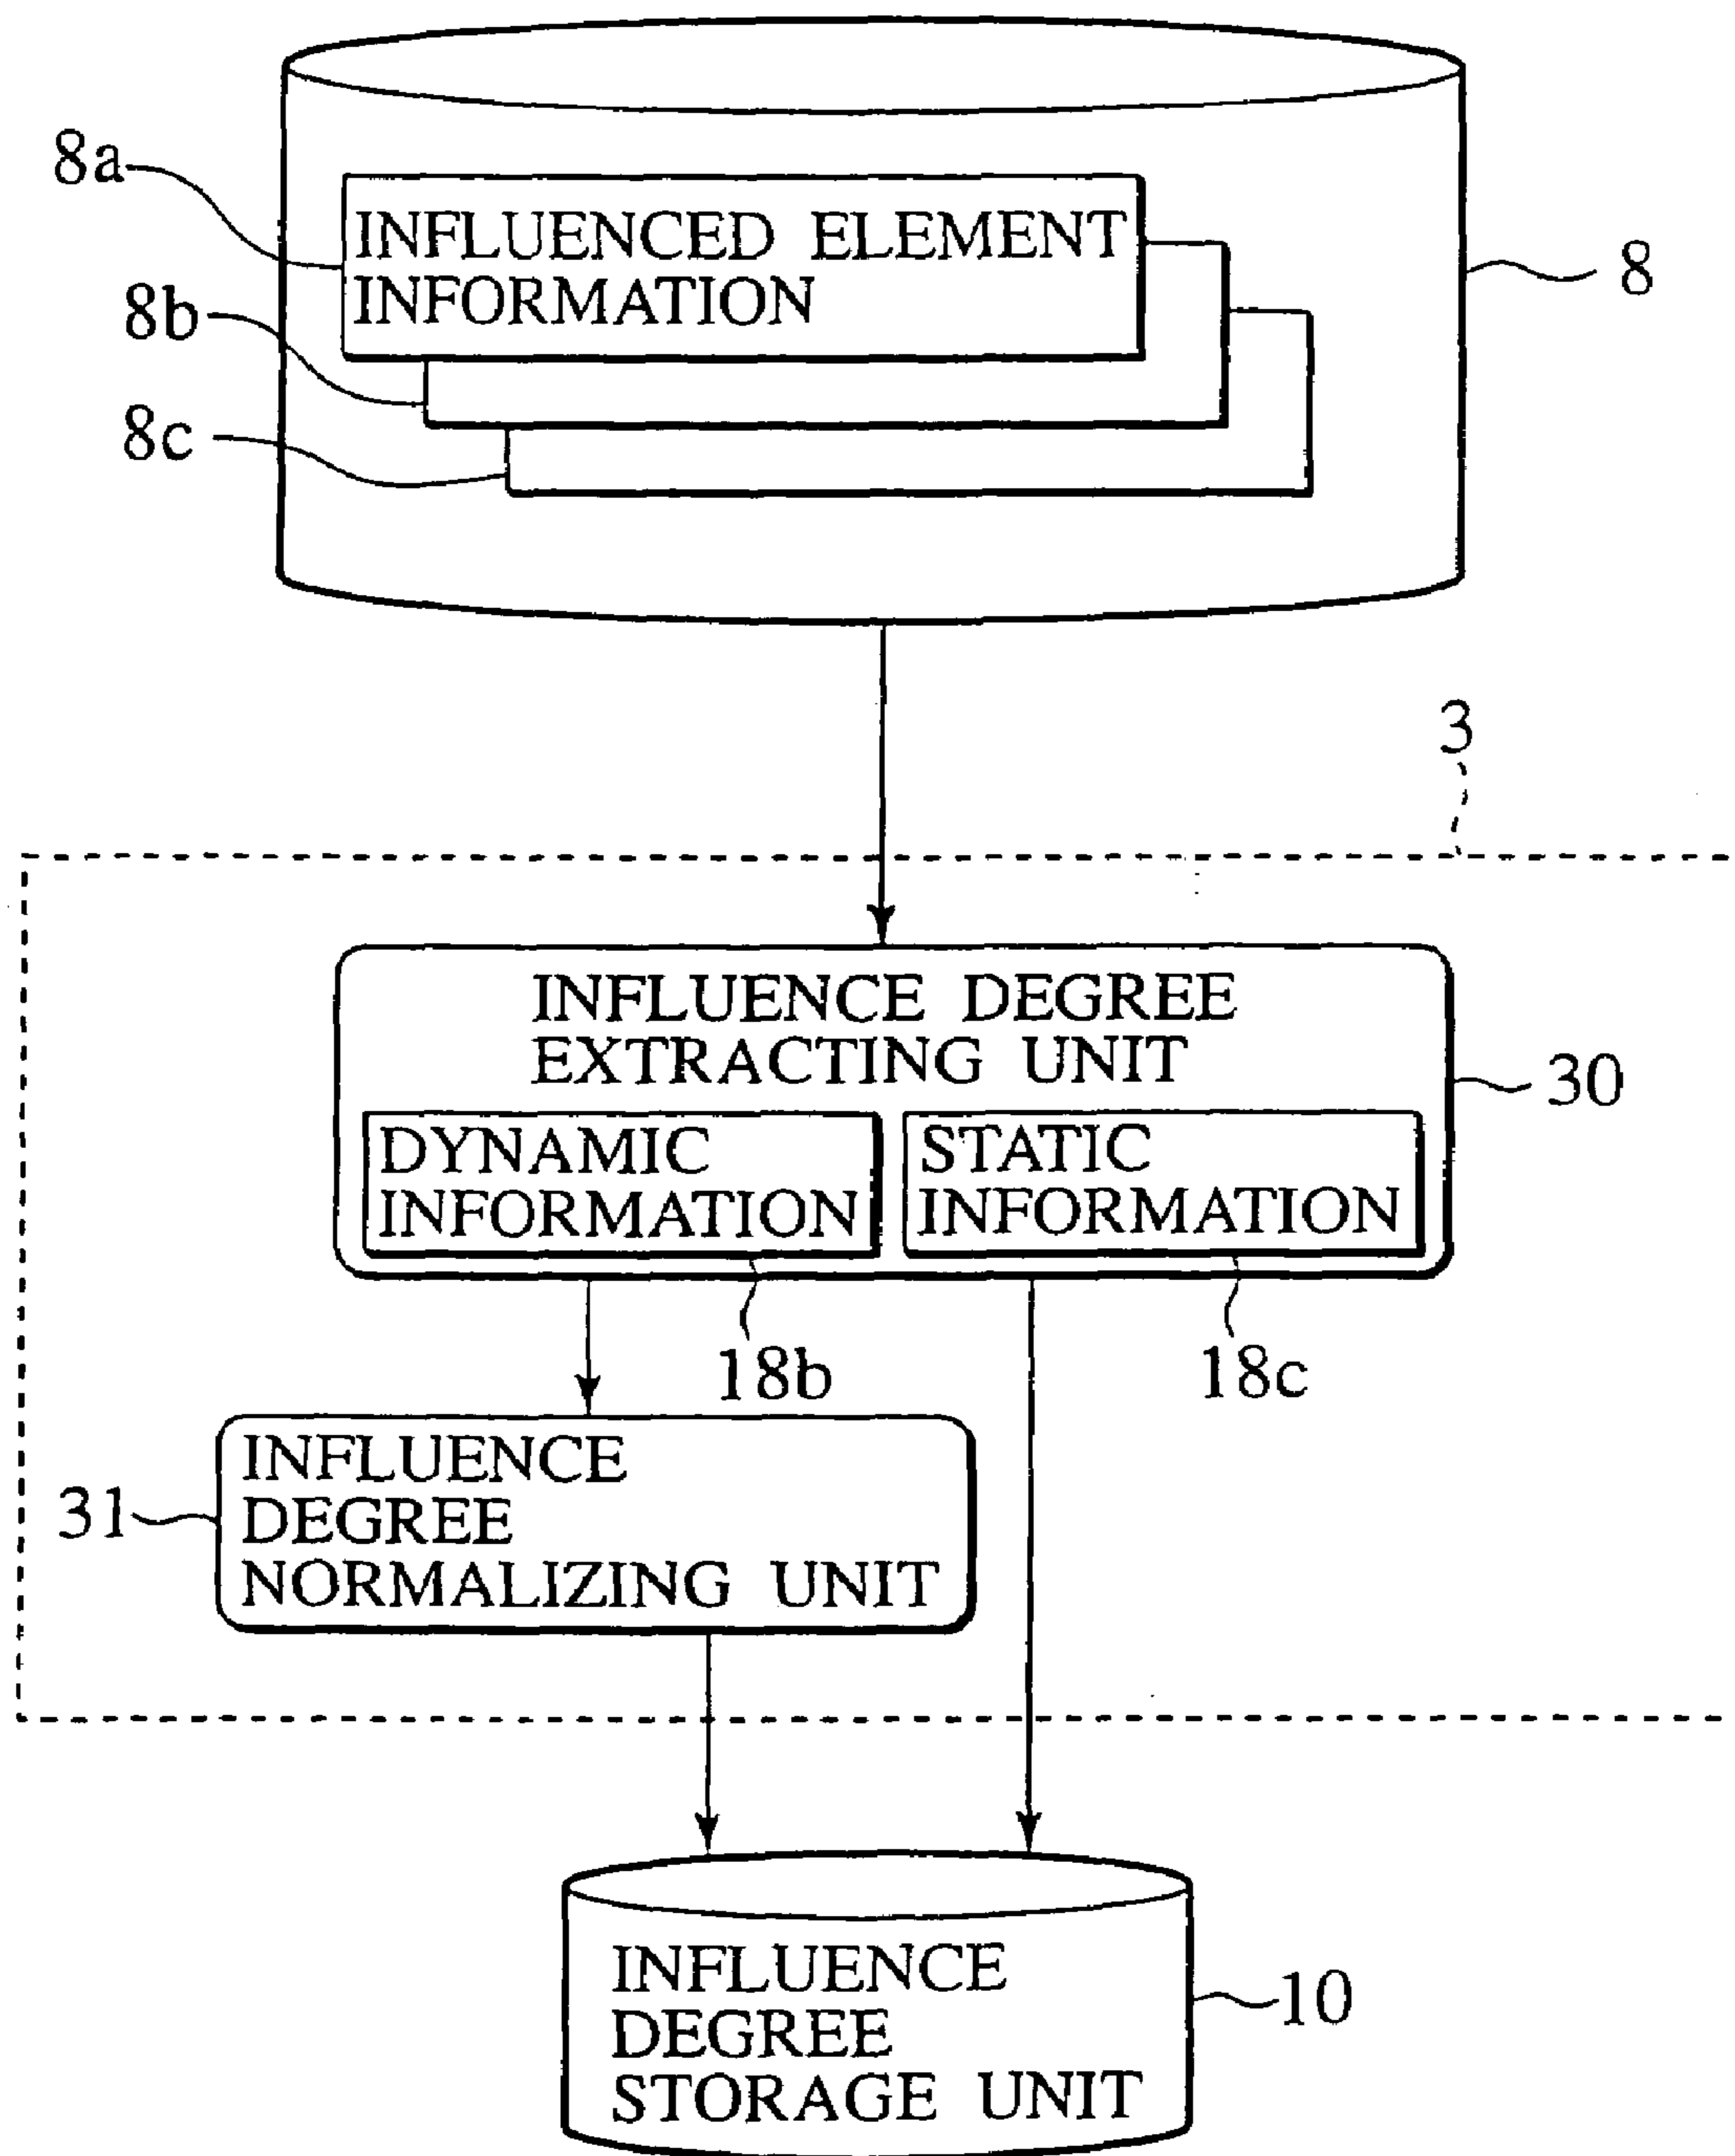 8a
INFLUENCED ELEMENT
INFORMATION
8
8b
8c
3
INFLUENCE DEGREE
EXTRACTING UNIT
30
DYNAMIC
INFORMATION
STATIC
INFORMATION
18b
18c
31
INFLUENCE
DEGREE
NORMALIZING UNIT
INFLUENCE
DEGREE
STORAGE UNIT
10